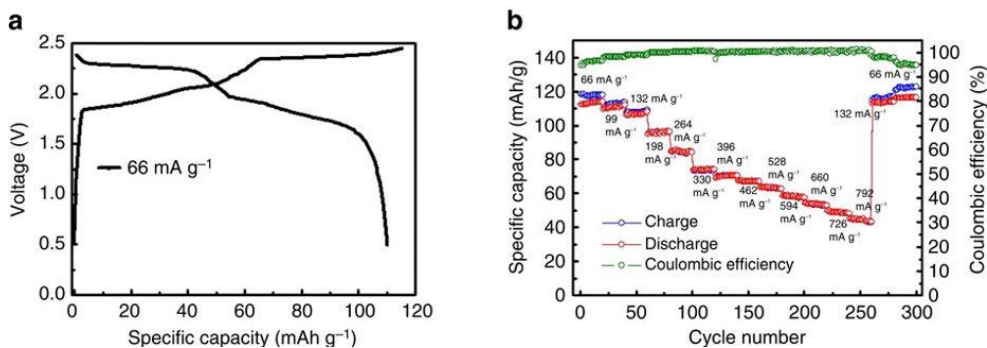 a
2.5
2.0
1.5
1.0
0.5
0.0
Voltage (V)
66 mA g⁻¹
0 20 40 60 80 100 120
Specific capacity (mAh g⁻¹)
b
140
120
100
80
60
40
20
0
Specific capacity (mAh/g)
66 mA g⁻¹
99
mA g⁻¹
132 mA g⁻¹
198
mA g⁻¹
264
mA g⁻¹
330
mA g⁻¹
396
mA g⁻¹
462
mA g⁻¹
528
mA g⁻¹
594
mA g⁻¹
660
mA g⁻¹
726
mA g⁻¹
792
mA g⁻¹
132
mA g⁻¹
66 mA g⁻¹
Charge
Discharge
Coulombic efficiency
0 50 100 150 200 250 300
Cycle number
100
90
80
70
60
50
40
30
20
10
0
Coulombic efficiency (%)